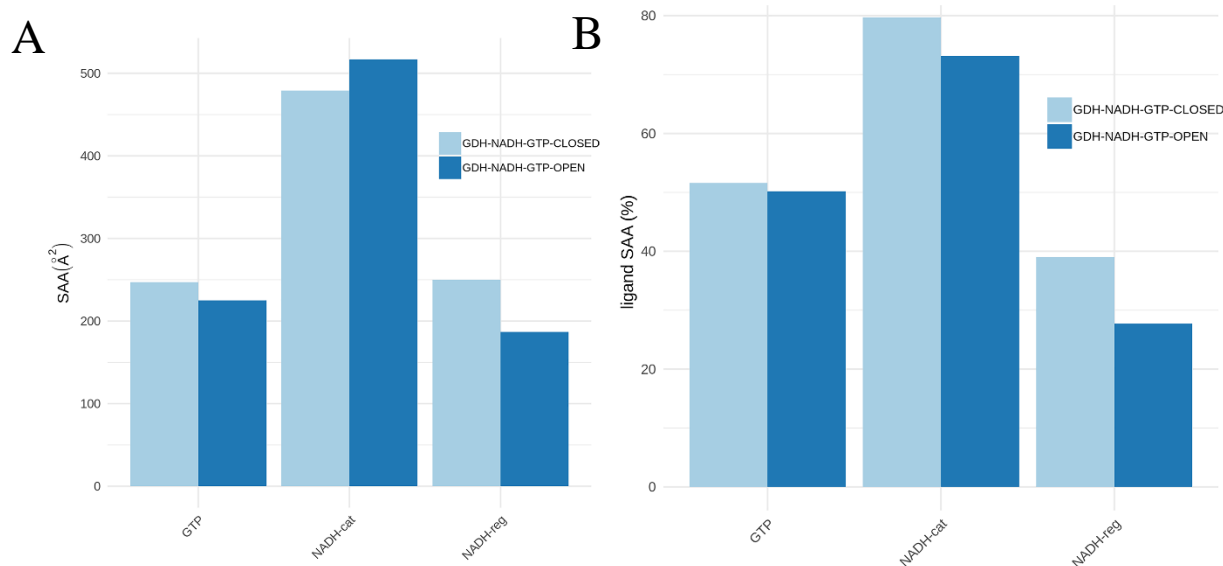 A
SAA(Å²)
500
400
300
200
100
0
GTP
NADH-cat
NADH-reg
GDH-NADH-GTP-CLOSED
GDH-NADH-GTP-OPEN
B
ligand SAA (%)
80
60
40
20
0
GTP
NADH-cat
NADH-reg
GDH-NADH-GTP-CLOSED
GDH-NADH-GTP-OPEN